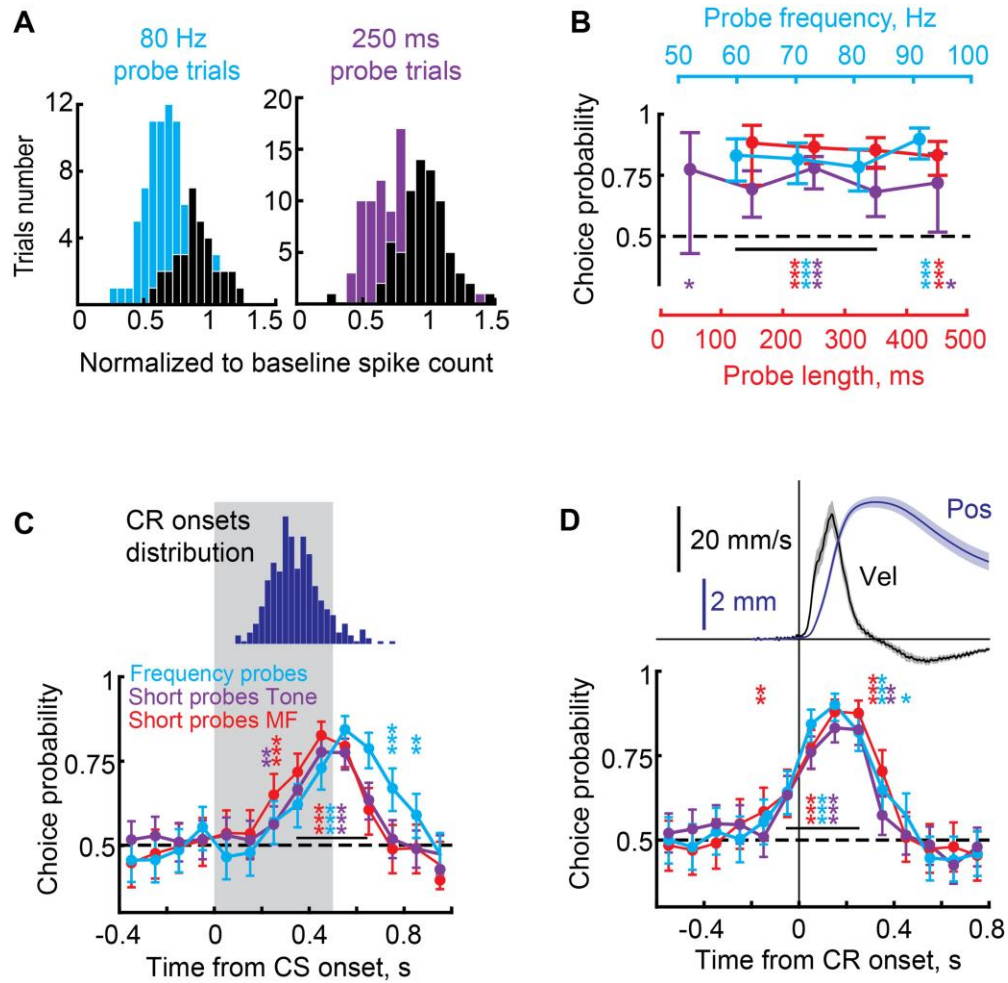 A
80 Hz
probe trials
250 ms
probe trials
Trials number
12
8
4
0
0.5
1
1.5
20
15
10
5
0
0
0.5
1
1.5
Normalized to baseline spike count
B
Probe frequency, Hz
50
60
70
80
90
100
Choice probability
1
0.75
0.5
*
***
***
***
***
***
*
0
100
200
300
400
500
Probe length, ms
C
CR onsets
distribution
Frequency probes
Short probes Tone
Short probes MF
Choice probability
1
0.75
0.5
**
***
***
***
***
***
**
-0.4
0
0.4
0.8
Time from CS onset, s
D
20 mm/s
2 mm
Pos
Vel
Choice probability
1
0.75
0.5
**
***
***
***
***
***
**
*
-0.4
0
0.4
0.8
Time from CR onset, s